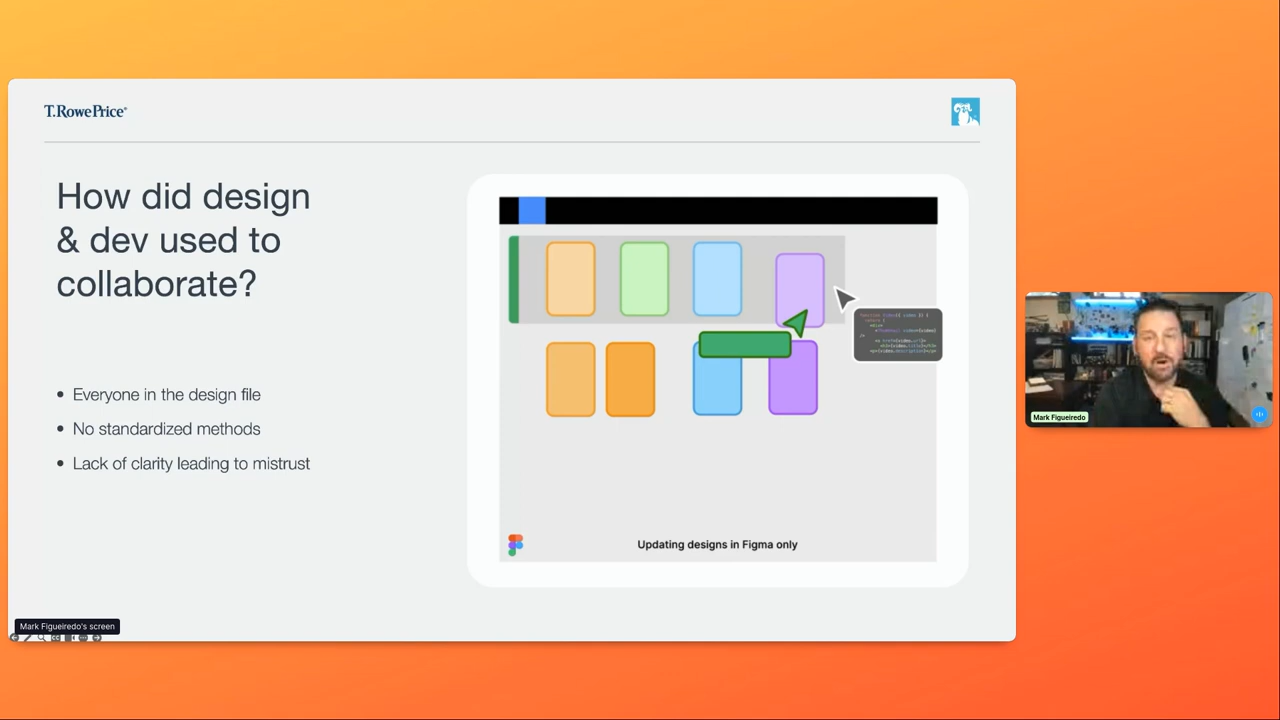 T.RowePrice®
How did design
& dev used to
collaborate?
• Everyone in the design file
• No standardized methods
• Lack of clarity leading to mistrust
Updating designs in Figma only
Mark Figueiredo
Mark Figueiredo's screen